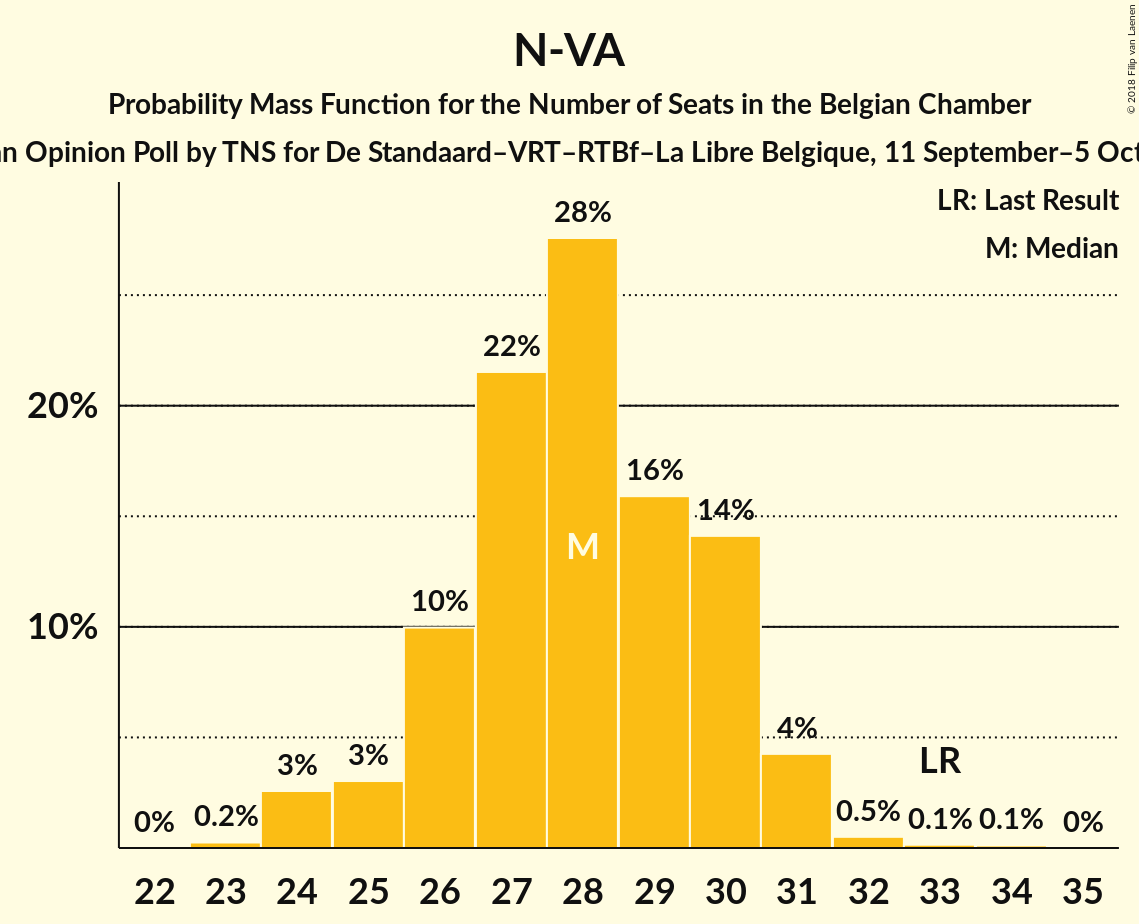 N-VA
Probability Mass Function for the Number of Seats in the Belgian Chamber
Opinion Poll by TNS for De Standaard–VRT–RTBf–La Libre Belgique, 11 September–5 Oct
© 2018 Filip van Laenen
LR: Last Result
M: Median
28%
22%
20%
16%
14%
M
10%
10%
4%
LR
3%
3%
0% 0.2% 0.5% 0.1% 0.1% 0%
22 23 24 25 26 27 28 29 30 31 32 33 34 35